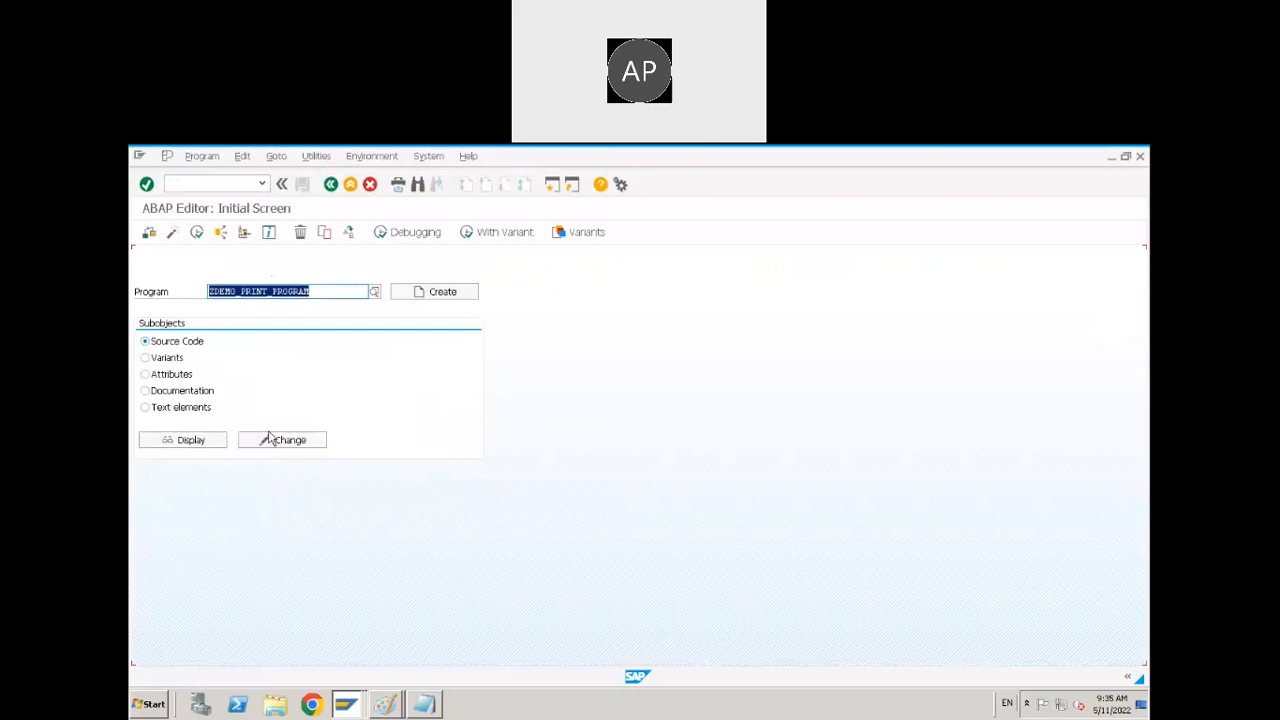 AP
Program Edit Goto Utilities Environment System Help
ABAP Editor: Initial Screen
Debugging With Variant Variants
Program ZDEMO_PRINT_PROGRAM Create
Subobjects
Source Code
Variants
Attributes
Documentation
Text elements
Display Change
SAP
Start EN 9:35 AM
5/11/2022